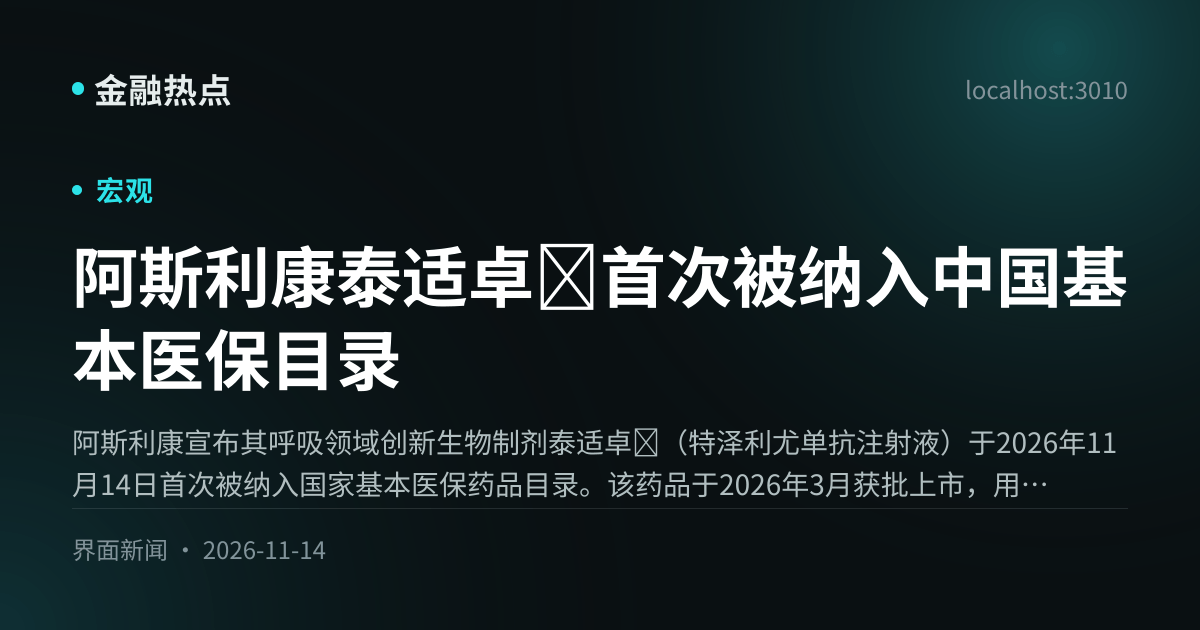 金融热点
localhost:3010
宏观
阿斯利康泰适卓首次被纳入中国基
本医保目录
阿斯利康宣布其呼吸领域创新生物制剂泰适卓（特泽利尤单抗注射液）于2026年11
月14日首次被纳入国家基本医保药品目录。该药品于2026年3月获批上市，用…
界面新闻 • 2026-11-14